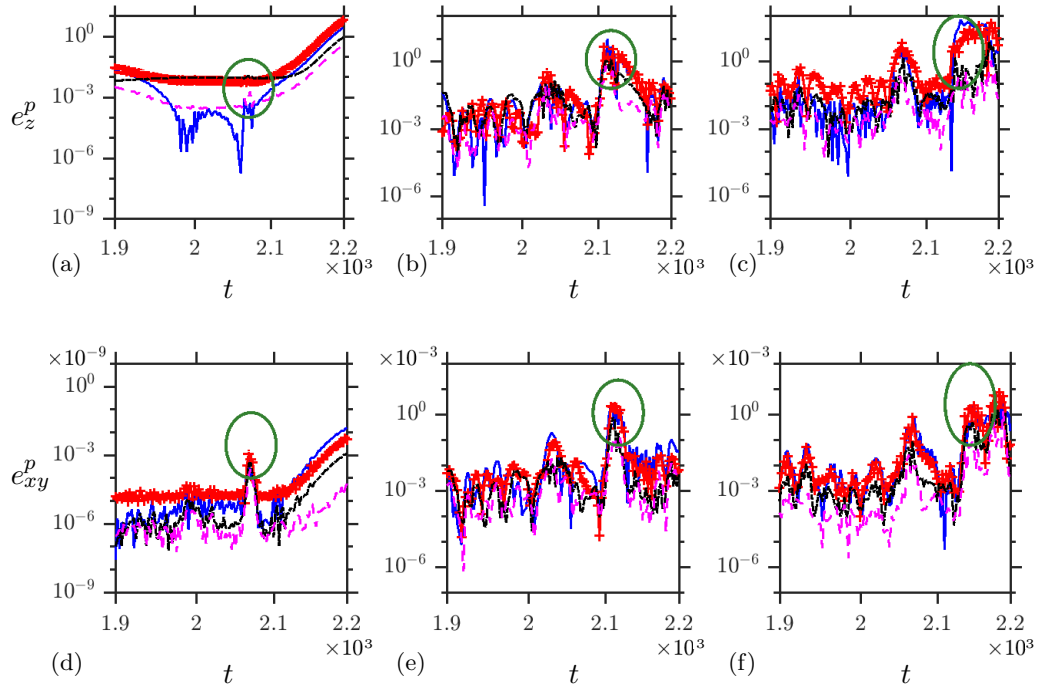 10^0
10^{-3}
10^{-6}
10^{-9}
e_z^p
1.9 2 2.1 2.2
×10^3
(a) t
10^0
10^{-3}
10^{-6}
1.9 2 2.1 2.2
×10^3
(b) t
10^0
10^{-3}
10^{-6}
1.9 2 2.1 2.2
×10^3
(c) t
×10^{-9}
10^0
10^{-3}
10^{-6}
10^{-9}
e_{xy}^p
1.9 2 2.1 2.2
×10^3
(d) t
×10^{-3}
10^0
10^{-3}
10^{-6}
1.9 2 2.1 2.2
×10^3
(e) t
×10^{-3}
10^0
10^{-3}
10^{-6}
1.9 2 2.1 2.2
×10^3
(f) t